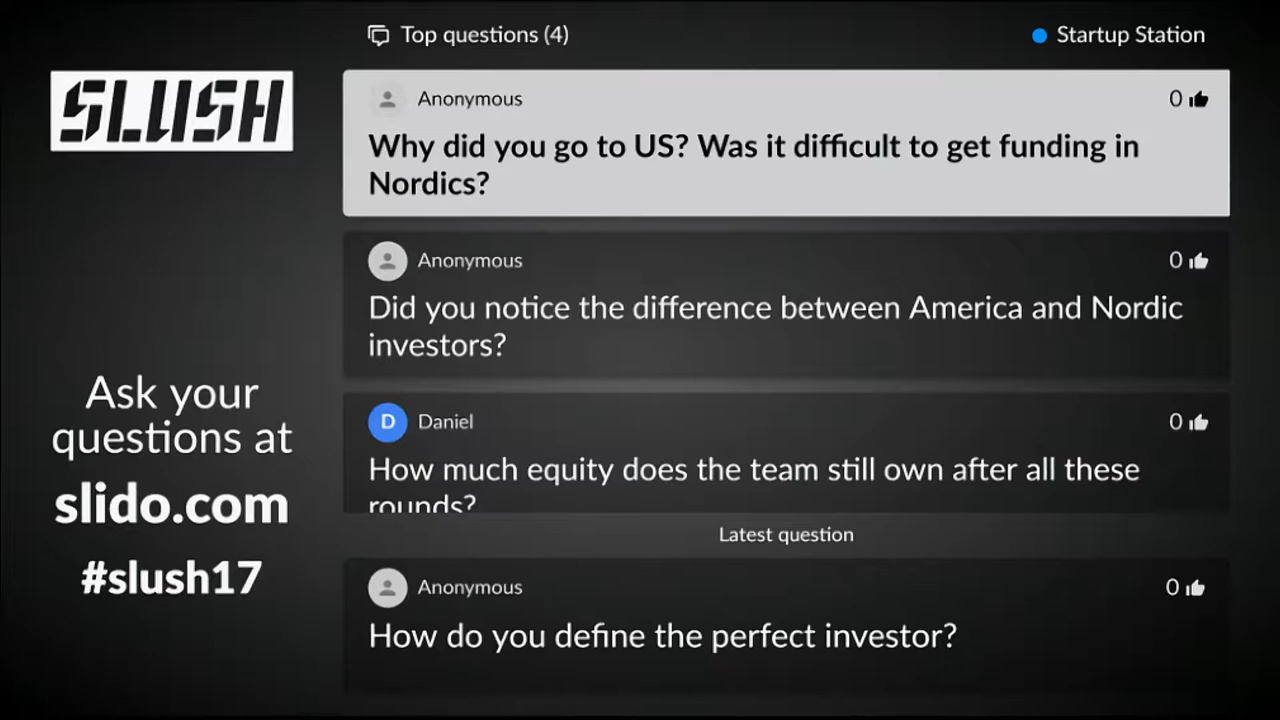 Top questions (4)
Startup Station
SLUSH
Anonymous
0
Why did you go to US? Was it difficult to get funding in
Nordics?
Anonymous
0
Did you notice the difference between America and Nordic
investors?
D
Daniel
0
How much equity does the team still own after all these
rounds?
Latest question
Anonymous
0
How do you define the perfect investor?
Ask your
questions at
slido.com
#slush17